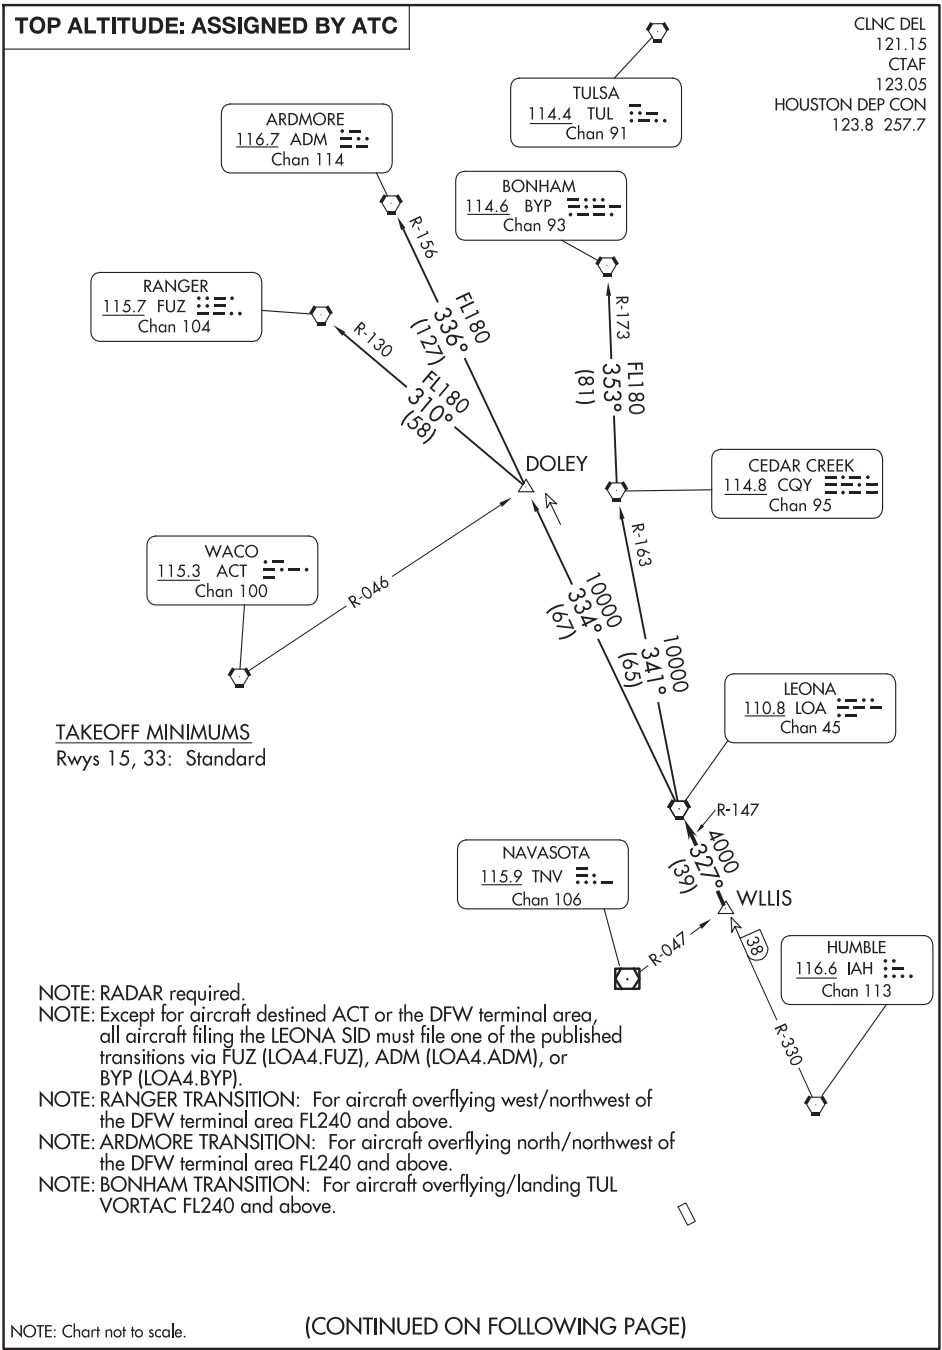 TOP ALTITUDE: ASSIGNED BY ATC
CLNC DEL
121.15
CTAF
123.05
HOUSTON DEP CON
123.8 257.7
TULSA
114.4 TUL
Chan 91
ARDMORE
116.7 ADM
Chan 114
BONHAM
114.6 BYP
Chan 93
RANGER
115.7 FUZ
Chan 104
R-156
R-173
R-130
FL180
336°
(127)
FL180
310°
(58)
FL180
353°
(81)
DOLEY
CEDAR CREEK
114.8 CQY
Chan 95
WACO
115.3 ACT
Chan 100
R-046
R-163
10000
334°
(67)
10000
341°
(65)
LEONA
110.8 LOA
Chan 45
TAKEOFF MINIMUMS
Rwys 15, 33: Standard
R-147
4000
327°
(39)
NAVASOTA
115.9 TNV
Chan 106
WLLIS
R-047
38
HUMBLE
116.6 IAH
Chan 113
R-330
NOTE: RADAR required.
NOTE: Except for aircraft destined ACT or the DFW terminal area,
all aircraft filing the LEONA SID must file one of the published
transitions via FUZ (LOA4.FUZ), ADM (LOA4.ADM), or
BYP (LOA4.BYP).
NOTE: RANGER TRANSITION: For aircraft overflying west/northwest of
the DFW terminal area FL240 and above.
NOTE: ARDMORE TRANSITION: For aircraft overflying north/northwest of
the DFW terminal area FL240 and above.
NOTE: BONHAM TRANSITION: For aircraft overflying/landing TUL
VORTAC FL240 and above.
NOTE: Chart not to scale.
(CONTINUED ON FOLLOWING PAGE)